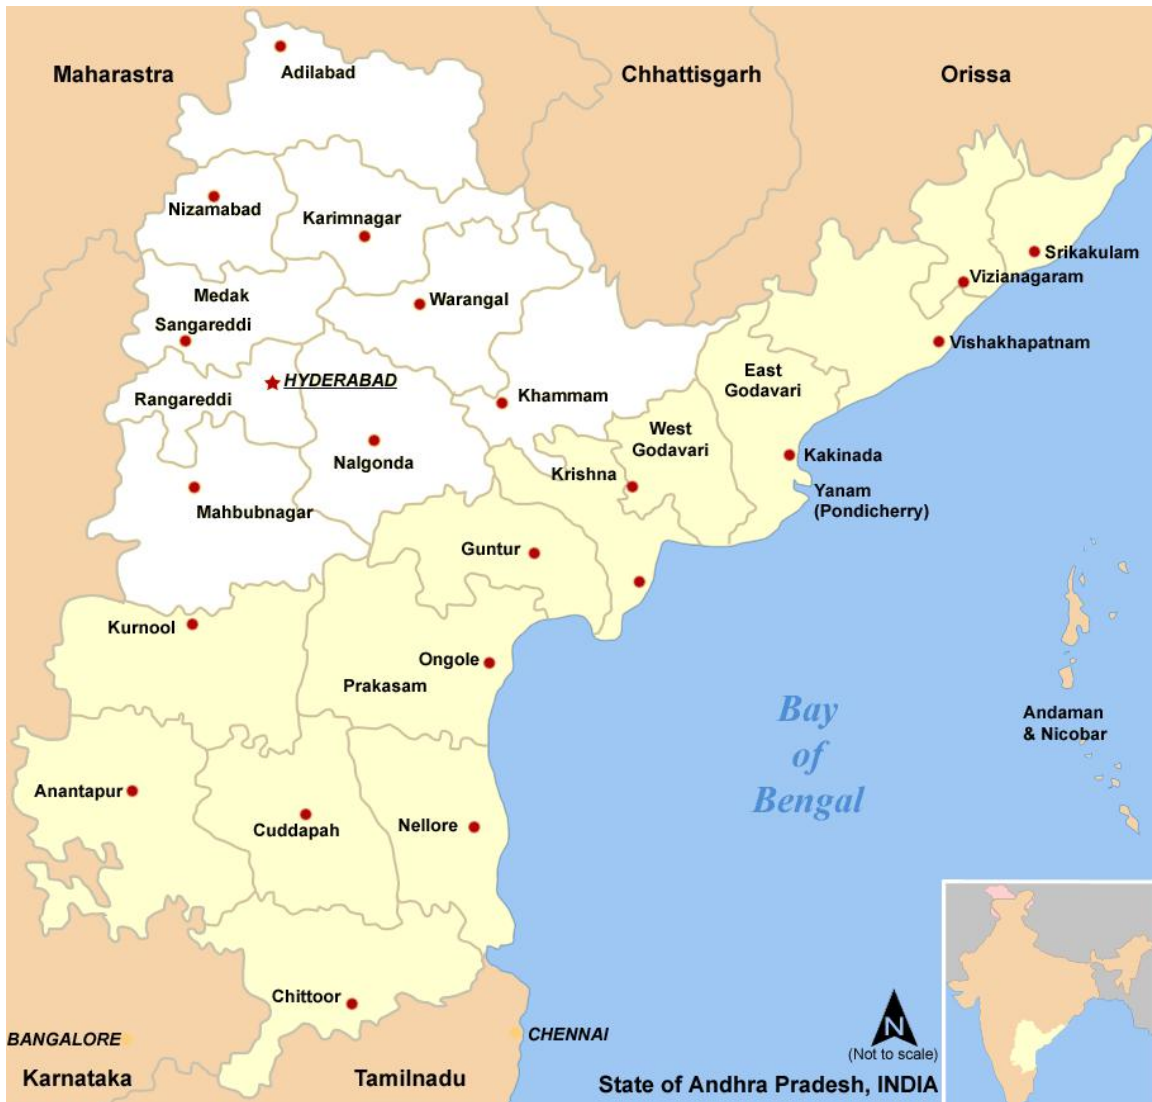 Maharastra
Chhattisgarh
Orissa
Adilabad
Nizamabad
Karimnagar
Medak
Warangal
Sangareddi
HYDERABAD
Rangareddi
Khammam
Nalgonda
Mahbubnagar
Srikakulam
Vizianagaram
Vishakhapatnam
East
Godavari
West
Godavari
Krishna
Kakinada
Yanam
(Pondicherry)
Guntur
Kurnool
Ongole
Prakasam
Anantapur
Cuddapah
Nellore
Chittoor
Bay
of
Bengal
Andaman
& Nicobar
BANGALORE
CHENNAI
Karnataka
Tamilnadu
N
(Not to scale)
State of Andhra Pradesh, INDIA